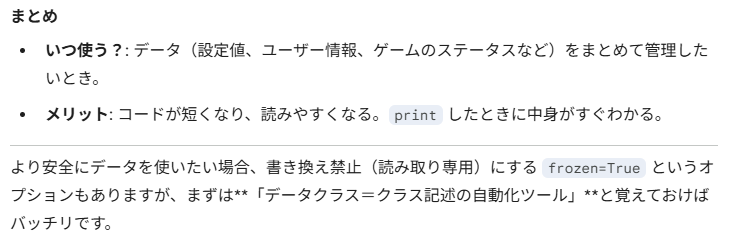 まとめ
いつ使う？: データ（設定値、ユーザー情報、ゲームのステータスなど）をまとめて管理した
いとき。
メリット: コードが短くなり、読みやすくなる。 print したときに中身がすぐわかる。
より安全にデータを使いたい場合、書き換え禁止（読み取り専用）にする frozen=True というオ
プションもありますが、まずは**「データクラス＝クラス記述の自動化ツール」**と覚えておけば
バッチリです。